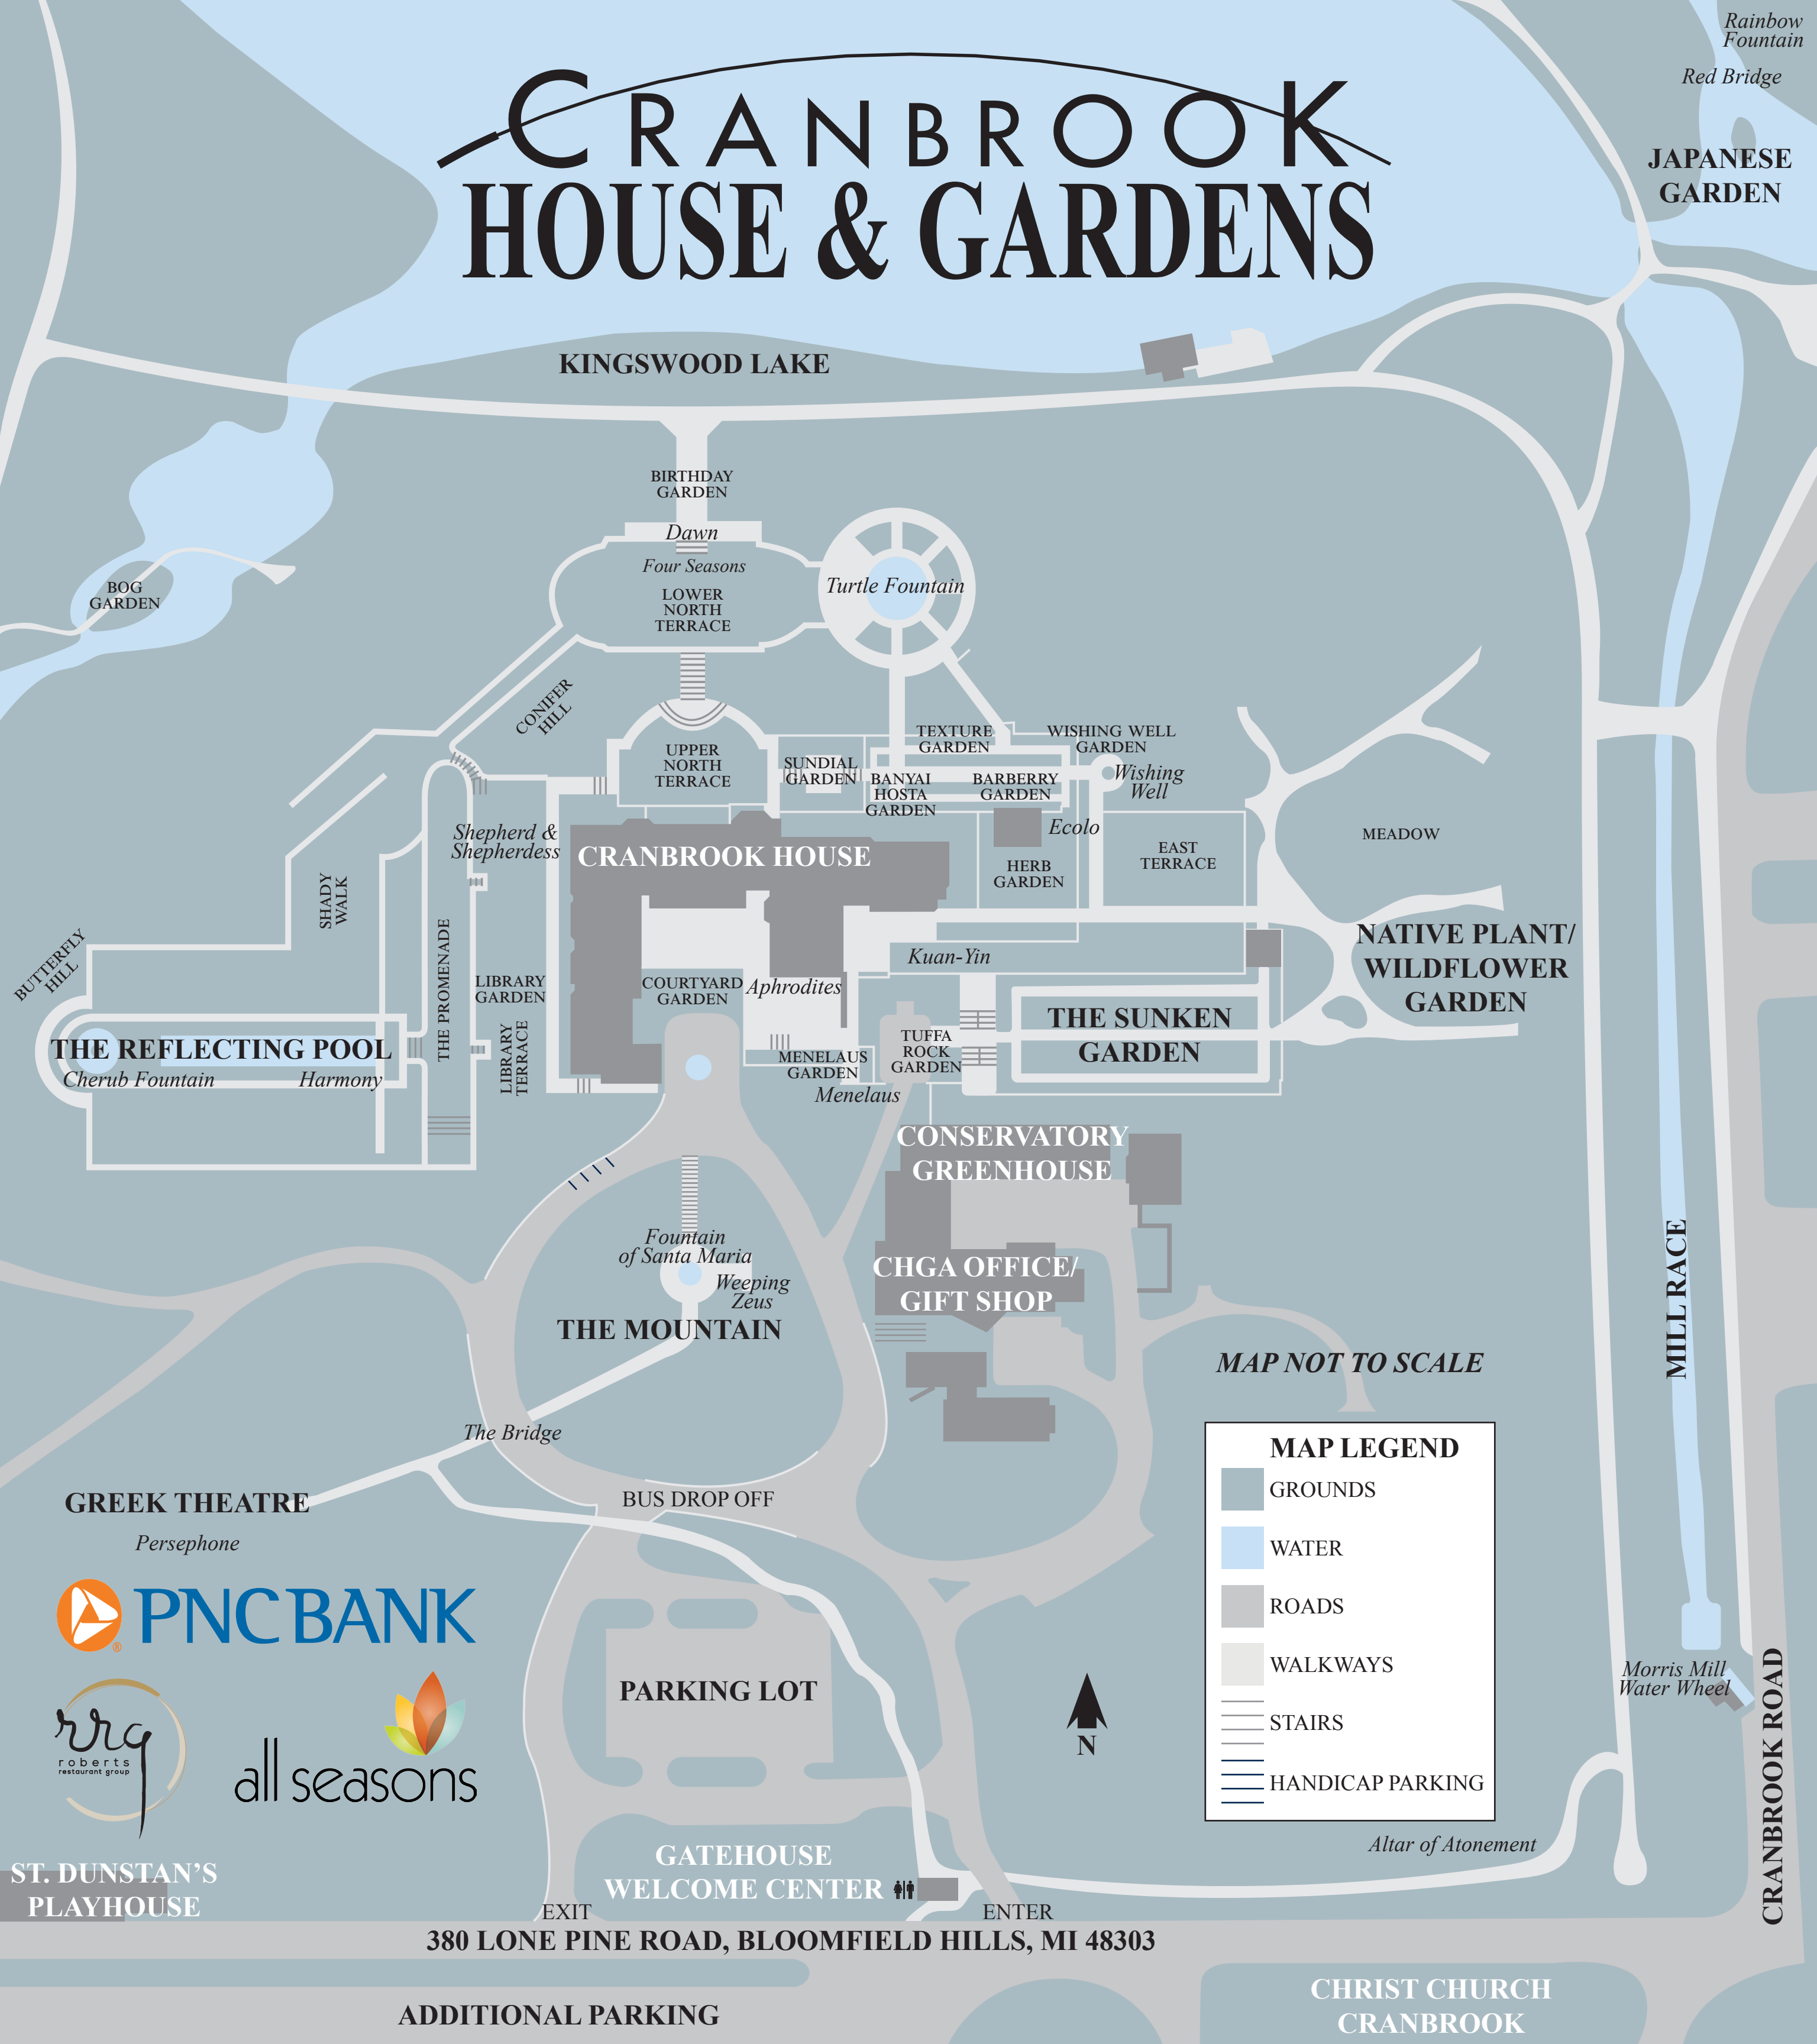 CRANBROOK
HOUSE & GARDENS
Rainbow
Fountain
Red Bridge
JAPANESE
GARDEN
KINGSWOOD LAKE
BIRTHDAY
GARDEN
Dawn
Four Seasons
LOWER
NORTH
TERRACE
Turtle Fountain
BOG
GARDEN
CONIFER
HILL
UPPER
NORTH
TERRACE
SUNDIAL
GARDEN
TEXTURE
GARDEN
BANYAI
HOSTA
GARDEN
BARBERRY
GARDEN
WISHING WELL
GARDEN
Wishing
Well
Shepherd &
Shepherdess
CRANBROOK HOUSE
Ecolo
HERB
GARDEN
EAST
TERRACE
MEADOW
SHADY
WALK
BUTTERFLY
HILL
THE PROMENADE
LIBRARY
GARDEN
LIBRARY
TERRACE
COURTYARD
GARDEN
Aphrodites
Kuan-Yin
NATIVE PLANT/
WILDFLOWER
GARDEN
THE SUNKEN
GARDEN
TUFFA
ROCK
GARDEN
MENELAUS
GARDEN
Menelaus
THE REFLECTING POOL
Cherub Fountain
Harmony
CONSERVATORY
GREENHOUSE
Fountain
of Santa Maria
Weeping
Zeus
THE MOUNTAIN
CHGA OFFICE/
GIFT SHOP
MILL RACE
MAP NOT TO SCALE
The Bridge
GREEK THEATRE
Persephone
BUS DROP OFF
MAP LEGEND
GROUNDS
WATER
ROADS
WALKWAYS
STAIRS
HANDICAP PARKING
PNC BANK
®
rrg
roberts
restaurant group
all seasons
PARKING LOT
N
Morris Mill
Water Wheel
CRANBROOK ROAD
Altar of Atonement
ST. DUNSTAN'S
PLAYHOUSE
GATEHOUSE
WELCOME CENTER
EXIT
ENTER
380 LONE PINE ROAD, BLOOMFIELD HILLS, MI 48303
ADDITIONAL PARKING
CHRIST CHURCH
CRANBROOK